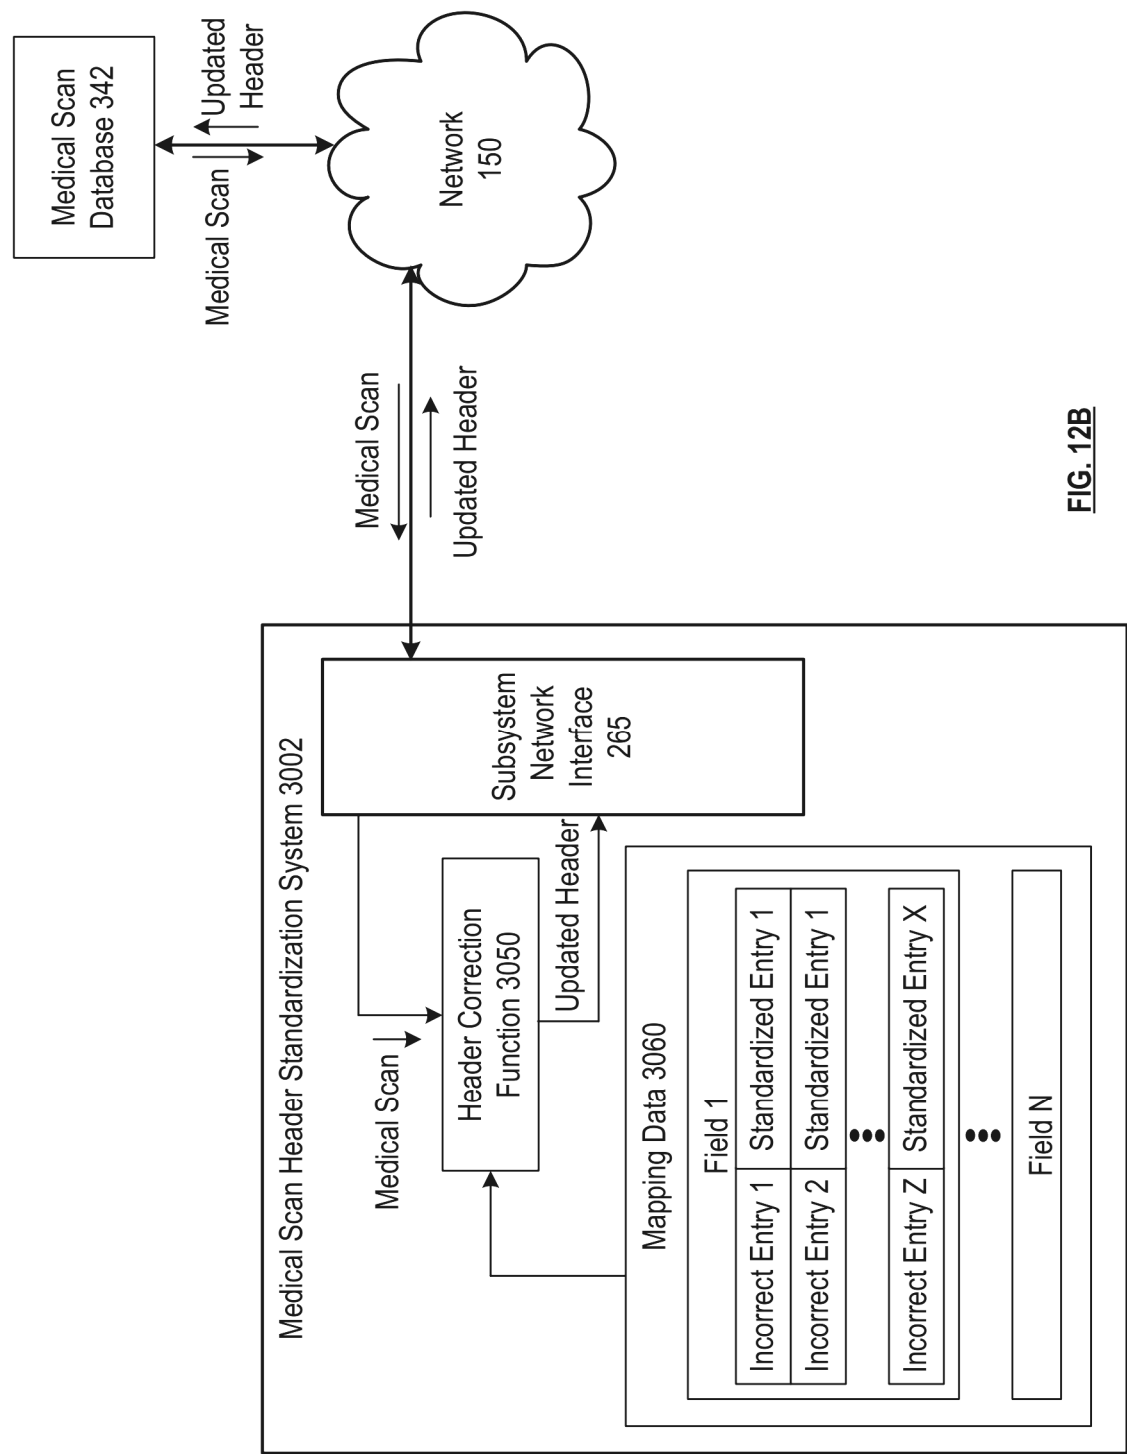 Medical Scan Header Standardization System 3002
Medical Scan
Header Correction
Function 3050
Updated Header
Subsystem
Network
Interface
265
Mapping Data 3060
Field 1
Incorrect Entry 1 Standardized Entry 1
Incorrect Entry 2 Standardized Entry 1
Incorrect Entry Z Standardized Entry X
Field N
Medical Scan
Updated Header
Medical Scan
Database 342
Medical Scan
Updated
Header
Network
150
FIG. 12B